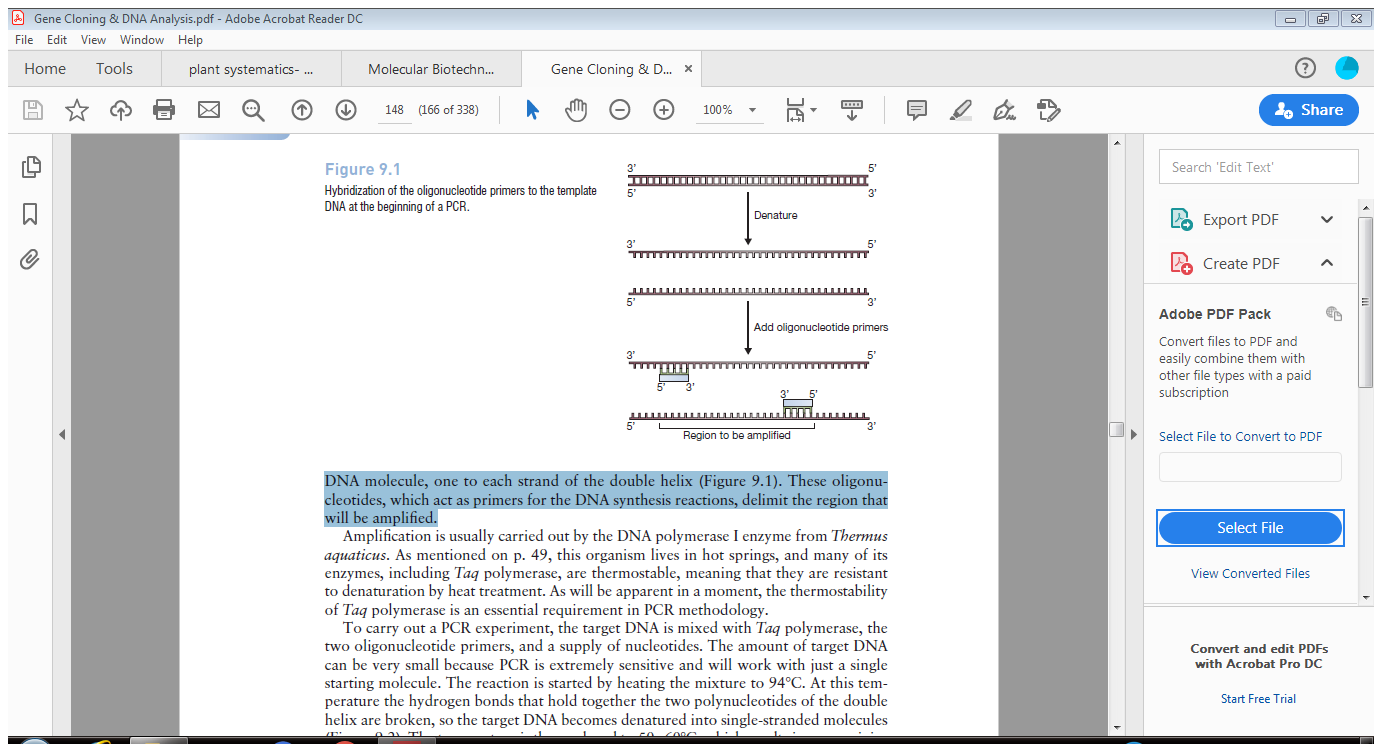 Gene Cloning & DNA Analysis.pdf - Adobe Acrobat Reader DC
File Edit View Window Help
Home Tools plant systematics- ... Molecular Biotechn... Gene Cloning & D... ×
148 (166 of 338) 100% Share
Figure 9.1
Hybridization of the oligonucleotide primers to the template
DNA at the beginning of a PCR.
3’ 5’
5’ 3’
Denature
3’ 5’
5’ 3’
Add oligonucleotide primers
3’ 5’
5’ 3’
3’ 5’
5’ 3’
Region to be amplified
DNA molecule, one to each strand of the double helix (Figure 9.1). These oligonu-
cleotides, which act as primers for the DNA synthesis reactions, delimit the region that
will be amplified.
Amplification is usually carried out by the DNA polymerase I enzyme from Thermus
aquaticus. As mentioned on p. 49, this organism lives in hot springs, and many of its
enzymes, including Taq polymerase, are thermostable, meaning that they are resistant
to denaturation by heat treatment. As will be apparent in a moment, the thermostability
of Taq polymerase is an essential requirement in PCR methodology.
To carry out a PCR experiment, the target DNA is mixed with Taq polymerase, the
two oligonucleotide primers, and a supply of nucleotides. The amount of target DNA
can be very small because PCR is extremely sensitive and will work with just a single
starting molecule. The reaction is started by heating the mixture to 94°C. At this tem-
perature the hydrogen bonds that hold together the two polynucleotides of the double
helix are broken, so the target DNA becomes denatured into single-stranded molecules
Search 'Edit Text'
Export PDF
Create PDF
Adobe PDF Pack
Convert files to PDF and
easily combine them with
other file types with a paid
subscription
Select File to Convert to PDF
Select File
View Converted Files
Convert and edit PDFs
with Acrobat Pro DC
Start Free Trial